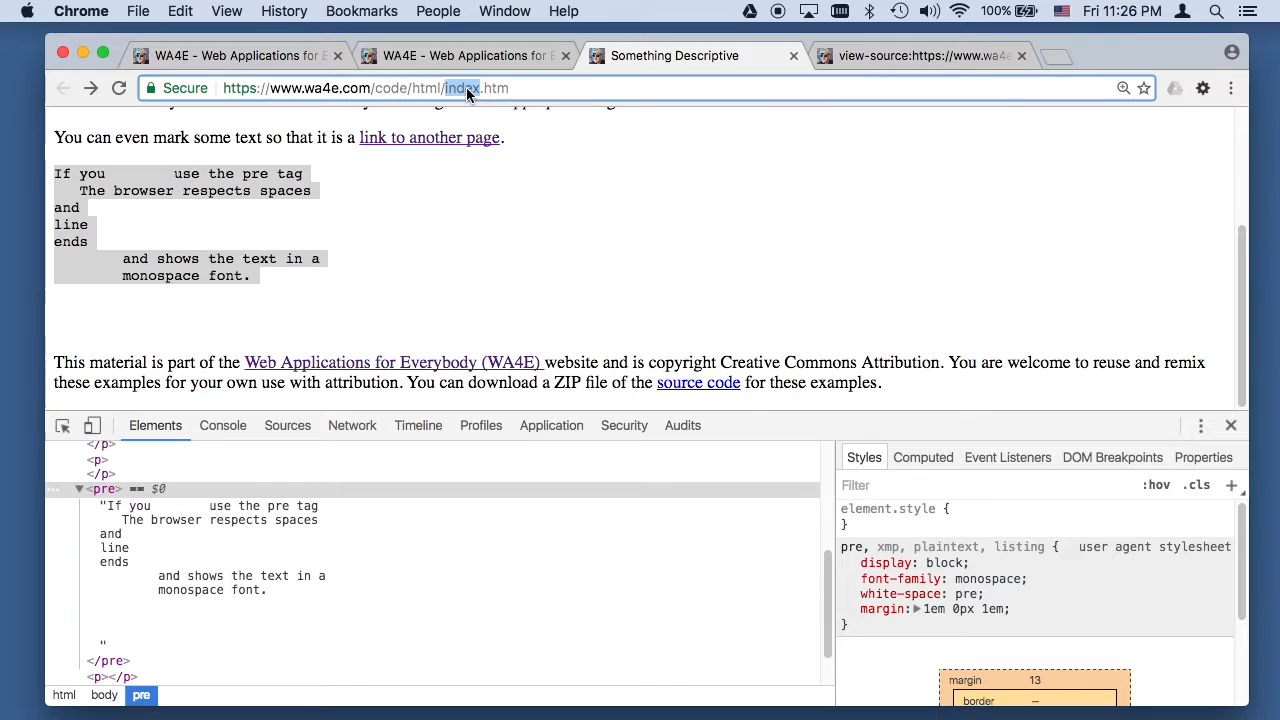 Chrome File Edit View History Bookmarks People Window Help 100% Fri 11:26 PM
WA4E - Web Applications for E WA4E - Web Applications for E Something Descriptive view-source:https://www.wa4e
Secure https://www.wa4e.com/code/html/index.htm
You can even mark some text so that it is a link to another page.
If you        use the pre tag
   The browser respects spaces
and
line
ends
        and shows the text in a
        monospace font.
This material is part of the Web Applications for Everybody (WA4E) website and is copyright Creative Commons Attribution. You are welcome to reuse and remix
these examples for your own use with attribution. You can download a ZIP file of the source code for these examples.
Elements Console Sources Network Timeline Profiles Application Security Audits
</p>
<p>
</p>
<pre> == $0
"If you        use the pre tag
   The browser respects spaces
and
line
ends
        and shows the text in a
        monospace font.
"
</pre>
<p></p>
html body pre
Styles Computed Event Listeners DOM Breakpoints Properties
Filter :hov .cls +
element.style {
}
pre, xmp, plaintext, listing { user agent stylesheet
display: block;
font-family: monospace;
white-space: pre;
margin: 1em 0px 1em;
}
margin 13
border –